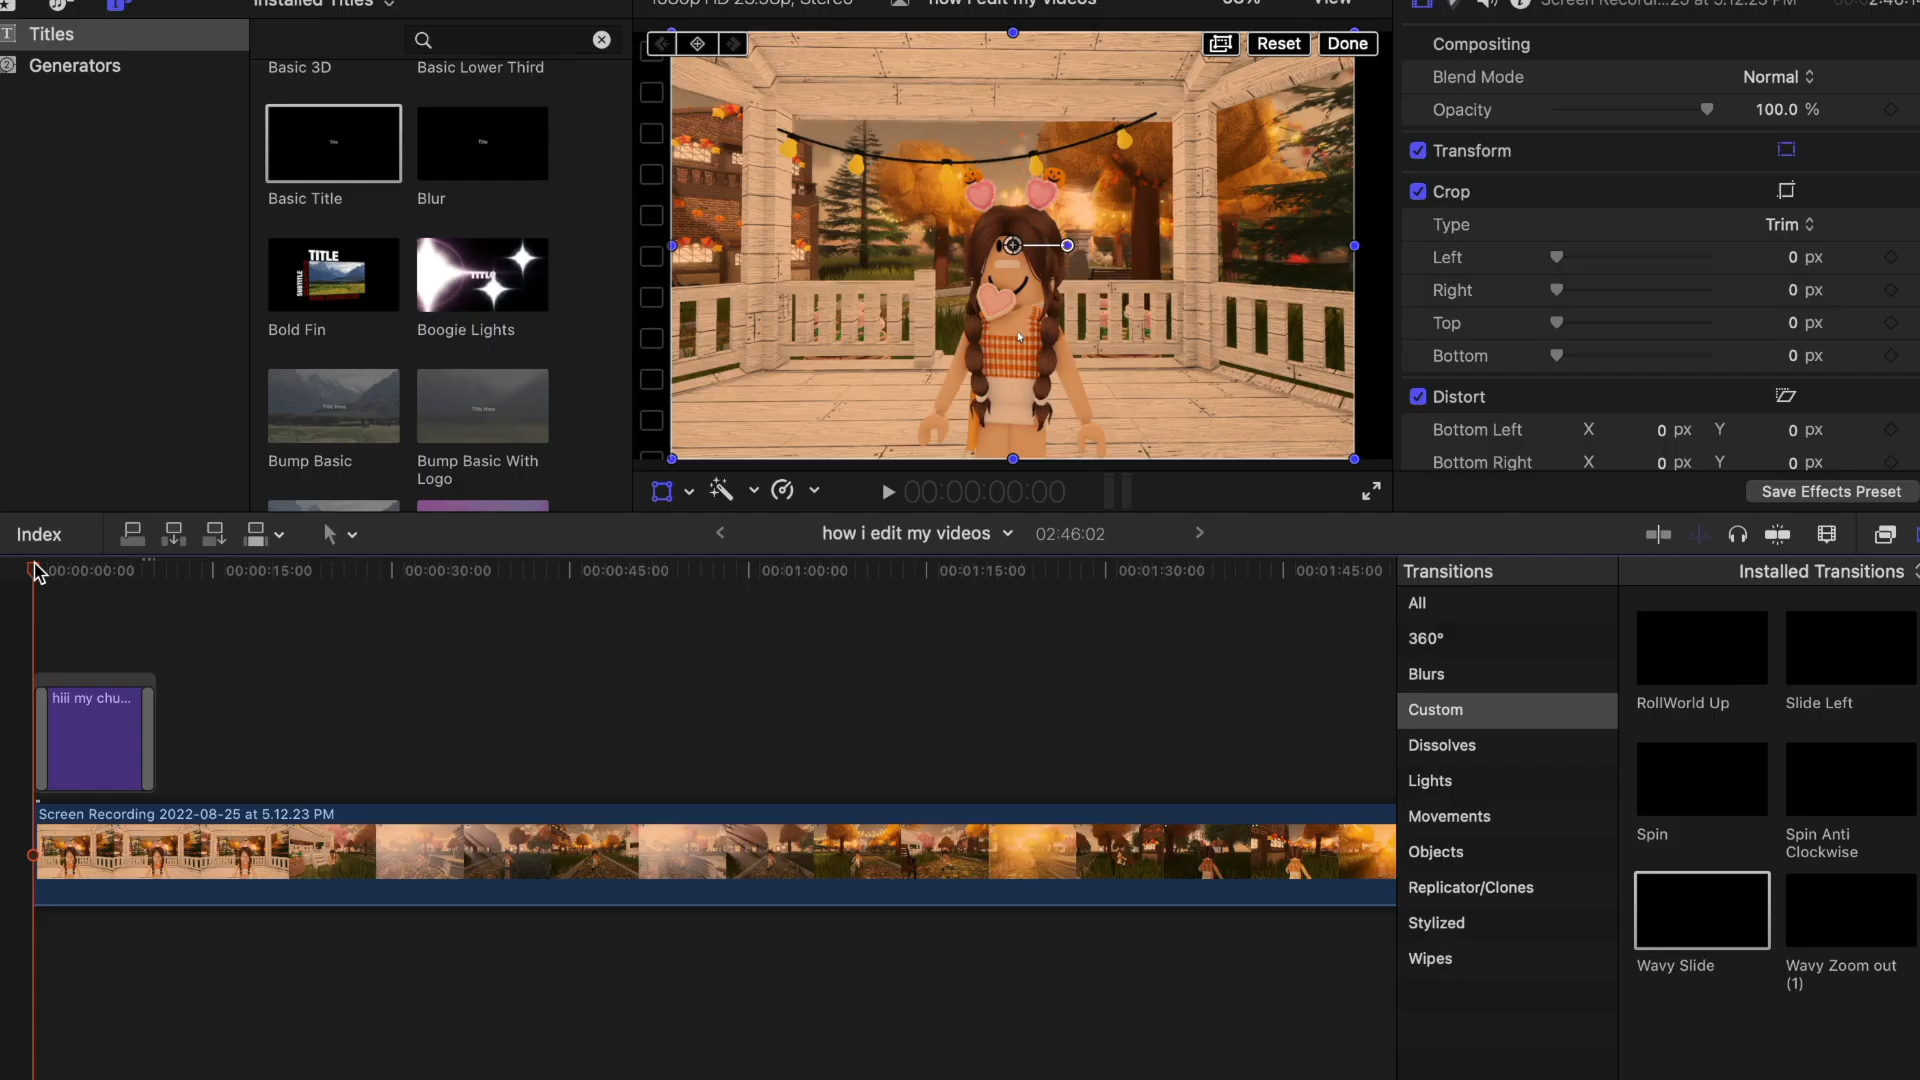 Installed Titles
how i edit my videos
View
Titles
Generators
Reset
Done
Basic 3D
Basic Lower Third
Basic Title
Blur
Bold Fin
Boogie Lights
Bump Basic
Bump Basic With Logo
Compositing
Blend Mode
Normal
Opacity
100.0 %
Transform
Crop
Type
Trim
Left
0 px
Right
0 px
Top
0 px
Bottom
0 px
Distort
Bottom Left X 0 px Y 0 px
Bottom Right X 0 px Y 0 px
Save Effects Preset
00:00:00:00
Index
how i edit my videos
02:46:02
00:00:00:00
00:00:15:00
00:00:30:00
00:00:45:00
00:01:00:00
00:01:15:00
00:01:30:00
00:01:45:00
hiii my chu...
Screen Recording 2022-08-25 at 5.12.23 PM
Transitions
Installed Transitions
All
360°
Blurs
Custom
Dissolves
Lights
Movements
Objects
Replicator/Clones
Stylized
Wipes
RollWorld Up
Slide Left
Spin
Spin Anti
Clockwise
Wavy Slide
Wavy Zoom out
(1)